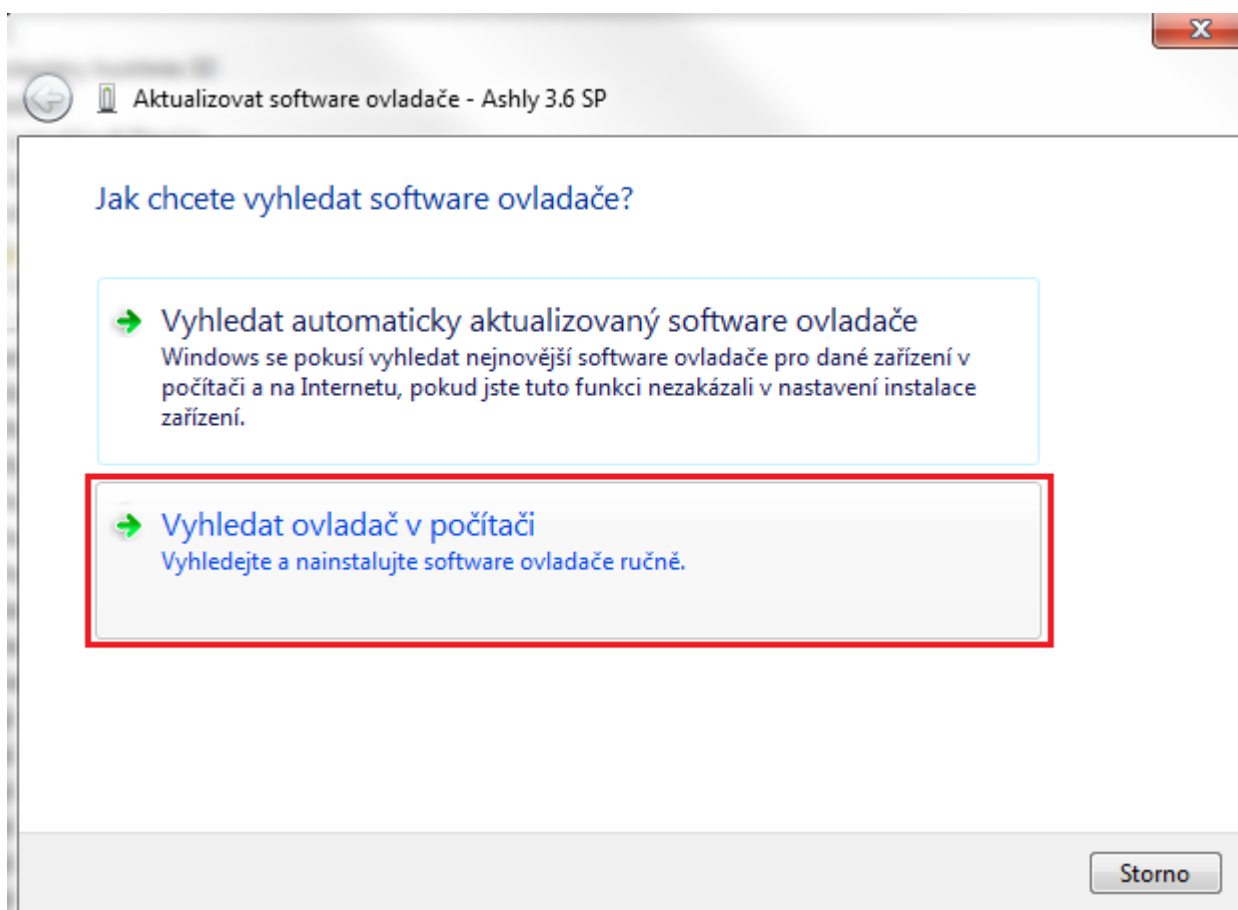 Aktualizovat software ovladače - Ashly 3.6 SP
Jak chcete vyhledat software ovladače?
Vyhledat automaticky aktualizovaný software ovladače
Windows se pokusí vyhledat nejnovější software ovladače pro dané zařízení v
počítači a na Internetu, pokud jste tuto funkci nezakázali v nastavení instalace
zařízení.
Vyhledat ovladač v počítači
Vyhledejte a nainstalujte software ovladače ručně.
Storno